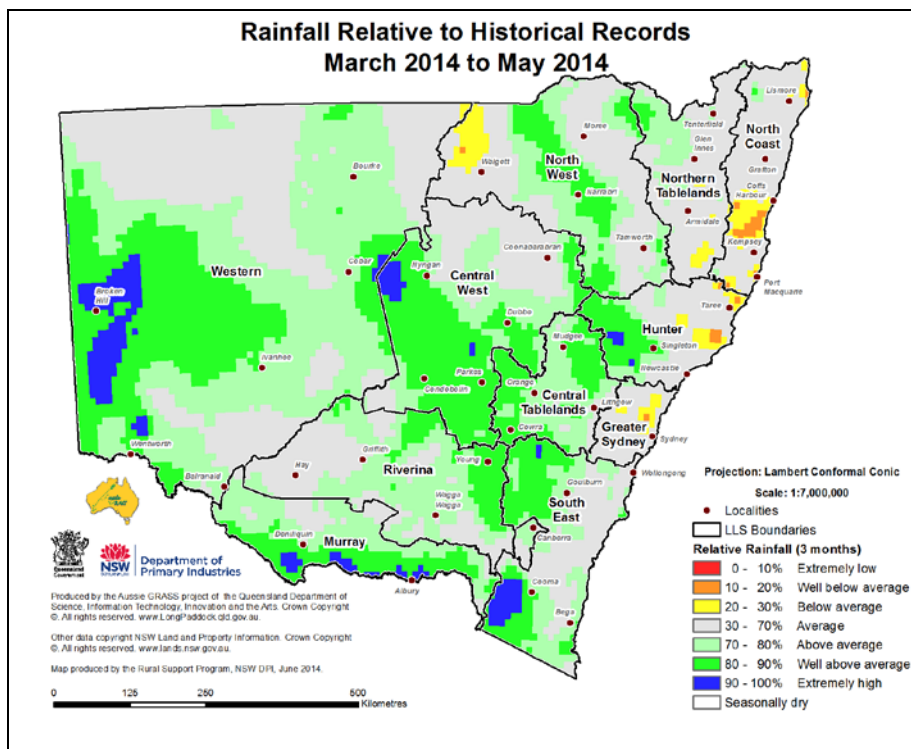 Rainfall Relative to Historical Records
March 2014 to May 2014
Lismore
Tenterfield
Moree
Glen
Innes
North
Coast
Bourke
Walgett
North
West
Grafton
Narrabri
Northern
Tablelands
Coffs
Harbour
Armidale
Tamworth
Kempsey
Coonabarabran
Western
Cobar
Nyngan
Central
West
Port
Macquarie
Broken
Hill
Taree
Dubbo
Hunter
Mudgee
Singleton
Ivanhoe
Newcastle
Parkes
Condobolin
Orange
Central
Tablelands
Lithgow
Cowra
Greater
Sydney
Sydney
Wentworth
Griffith
Hay
Riverina
Young
Balranald
Wollongong
Goulburn
South
East
Wagga
Wagga
Deniliquin
Murray
Canberra
Albury
Cooma
Bega
Projection: Lambert Conformal Conic
Scale: 1:7,000,000
Localities
LLS Boundaries
Relative Rainfall (3 months)
0 - 10% Extremely low
10 - 20% Well below average
20 - 30% Below average
30 - 70% Average
70 - 80% Above average
80 - 90% Well above average
90 - 100% Extremely high
Seasonally dry
Queensland
Government
NSW
Department of
Primary Industries
Produced by the Aussie GRASS project of the Queensland Department of
Science, Information Technology, Innovation and the Arts. Crown Copyright
©. All rights reserved. www.LongPaddock.qld.gov.au.
Other data copyright NSW Land and Property Information. Crown Copyright
©. All rights reserved. www.lands.nsw.gov.au.
Map produced by the Rural Support Program, NSW DPI, June 2014.
0 125 250 500
Kilometres